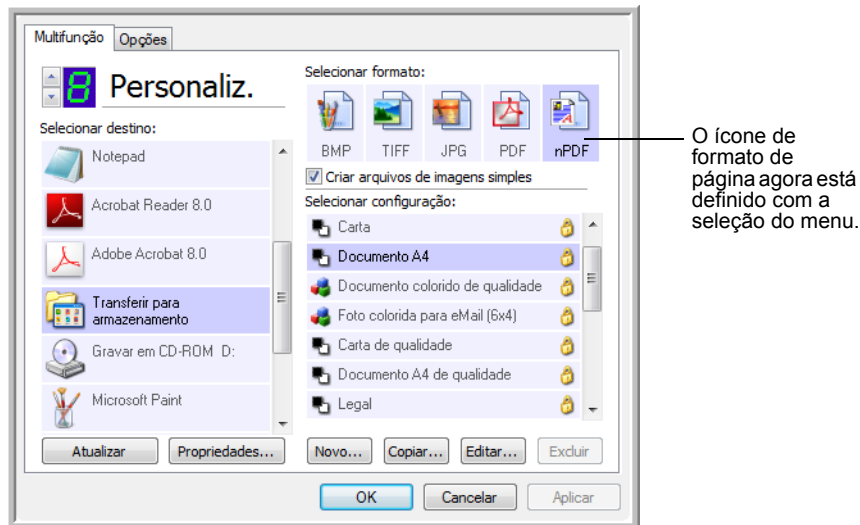 Multifunção Opções
8 Personaliz.
Selecionar destino:
Notepad
Acrobat Reader 8.0
Adobe Acrobat 8.0
Transferir para
armazenamento
Gravar em CD-ROM D:
Microsoft Paint
Atualizar Propriedades...
Selecionar formato:
BMP TIFF JPG PDF nPDF
Criar arquivos de imagens simples
Selecionar configuração:
Carta
Documento A4
Documento colorido de qualidade
Foto colorida para eMail (6x4)
Carta de qualidade
Documento A4 de qualidade
Legal
Novo... Copiar... Editar... Excluir
OK Cancelar Aplicar
O ícone de
formato de
página agora está
definido com a
seleção do menu.